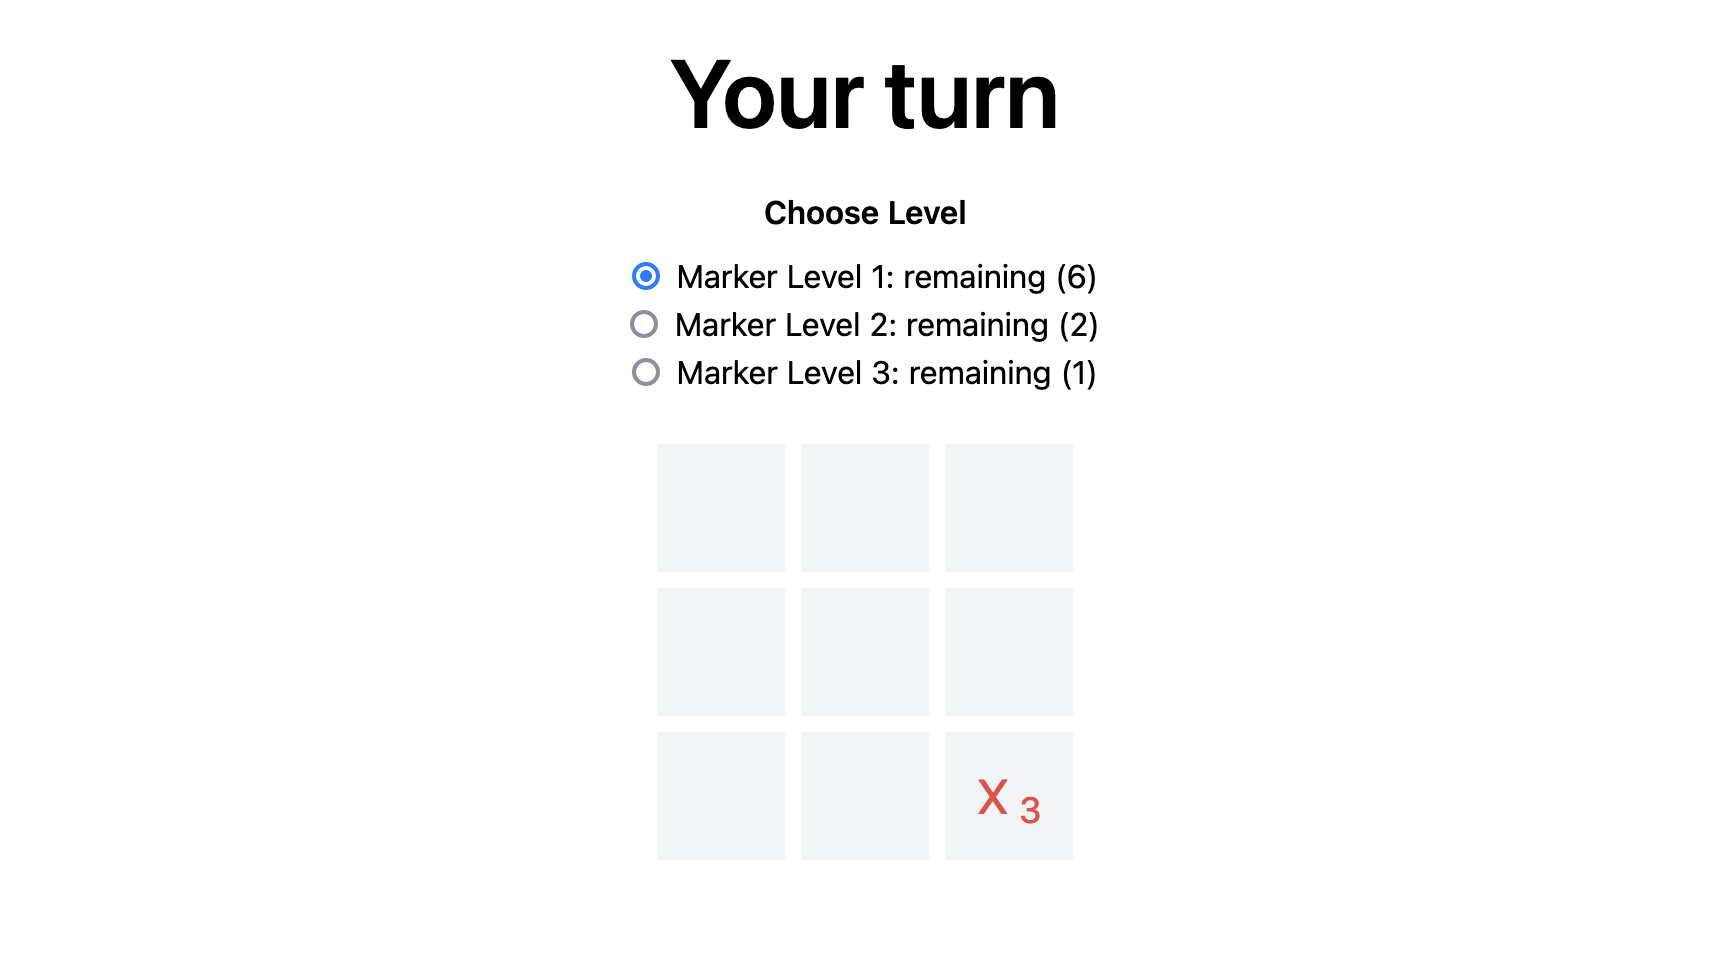 Your turn
Choose Level
Marker Level 1: remaining (6)
Marker Level 2: remaining (2)
Marker Level 3: remaining (1)
X 3